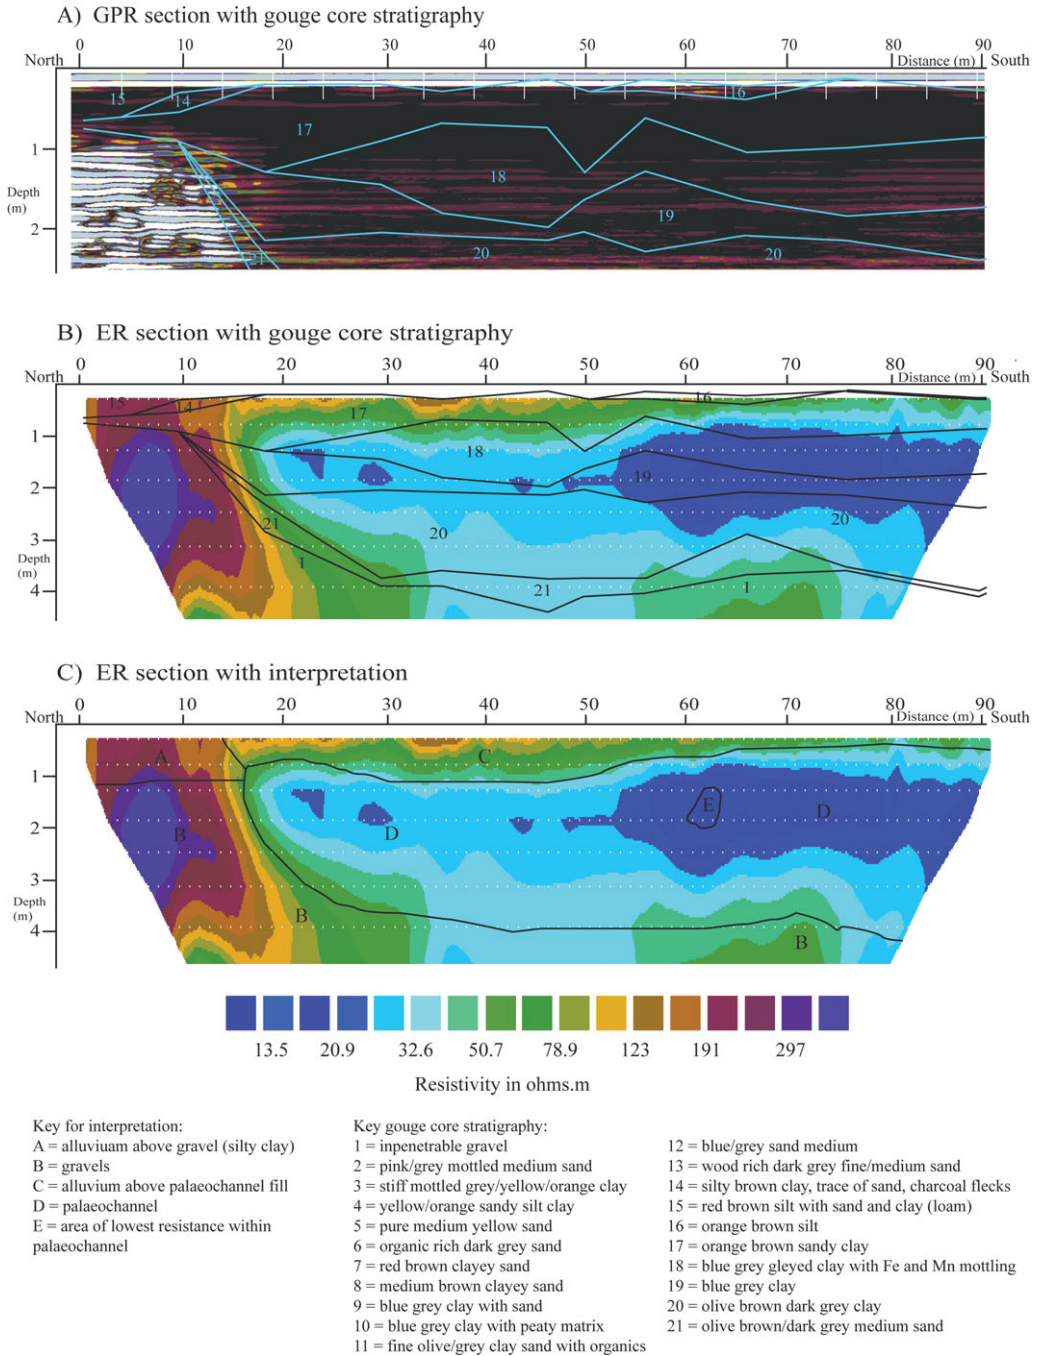 A) GPR section with gouge core stratigraphy
0 10 20 30 40 50 60 70 80 90
North Distance (m) South
15 14 16
17
1
18
Depth
(m)
19
2
20 20
21
B) ER section with gouge core stratigraphy
0 10 20 30 40 50 60 70 80 90
North Distance (m) South
15 14 17 16
1
18
19
2
21 20 20
3
1
Depth
(m)
4
21 1
C) ER section with interpretation
0 10 20 30 40 50 60 70 80 90
North Distance (m) South
A C
1
E D
B D
2
3
Depth
(m)
B
4
B
13.5 20.9 32.6 50.7 78.9 123 191 297
Resistivity in ohms.m
Key for interpretation:
A = alluviuam above gravel (silty clay)
B = gravels
C = alluvium above palaeochannel fill
D = palaeochannel
E = area of lowest resistance within
palaeochannel
Key gouge core stratigraphy:
1 = inpenetrable gravel
2 = pink/grey mottled medium sand
3 = stiff mottled grey/yellow/orange clay
4 = yellow/orange sandy silt clay
5 = pure medium yellow sand
6 = organic rich dark grey sand
7 = red brown clayey sand
8 = medium brown clayey sand
9 = blue grey clay with sand
10 = blue grey clay with peaty matrix
11 = fine olive/grey clay sand with organics
12 = blue/grey sand medium
13 = wood rich dark grey fine/medium sand
14 = silty brown clay, trace of sand, charcoal flecks
15 = red brown silt with sand and clay (loam)
16 = orange brown silt
17 = orange brown sandy clay
18 = blue grey gleyed clay with Fe and Mn mottling
19 = blue grey clay
20 = olive brown dark grey clay
21 = olive brown/dark grey medium sand